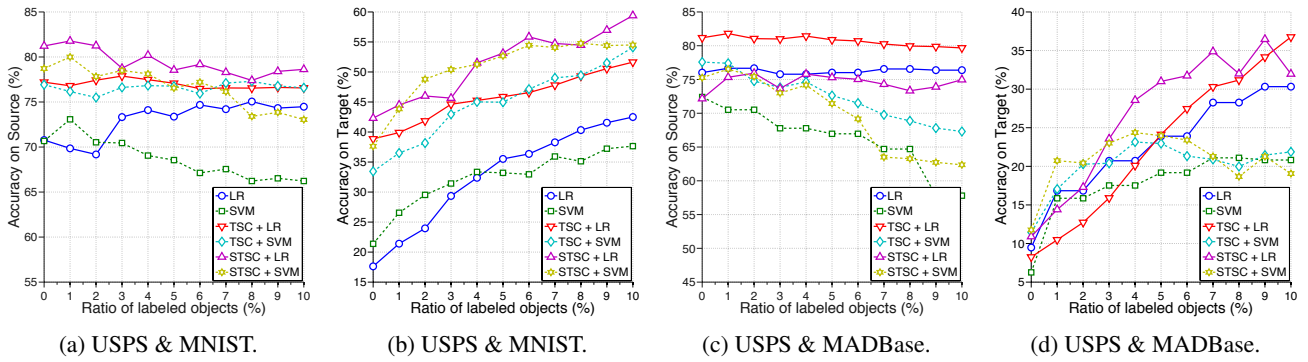 Accuracy on Source (%)
85
80
75
70
65
60
55
0 1 2 3 4 5 6 7 8 9 10
Ratio of labeled objects (%)
LR
SVM
TSC + LR
TSC + SVM
STSC + LR
STSC + SVM
(a) USPS & MNIST.
Accuracy on Target (%)
60
55
50
45
40
35
30
25
20
15
0 1 2 3 4 5 6 7 8 9 10
Ratio of labeled objects (%)
LR
SVM
TSC + LR
TSC + SVM
STSC + LR
STSC + SVM
(b) USPS & MNIST.
Accuracy on Source (%)
85
80
75
70
65
60
55
50
45
0 1 2 3 4 5 6 7 8 9 10
Ratio of labeled objects (%)
LR
SVM
TSC + LR
TSC + SVM
STSC + LR
STSC + SVM
(c) USPS & MADBase.
Accuracy on Target (%)
40
35
30
25
20
15
10
5
0 1 2 3 4 5 6 7 8 9 10
Ratio of labeled objects (%)
LR
SVM
TSC + LR
TSC + SVM
STSC + LR
STSC + SVM
(d) USPS & MADBase.